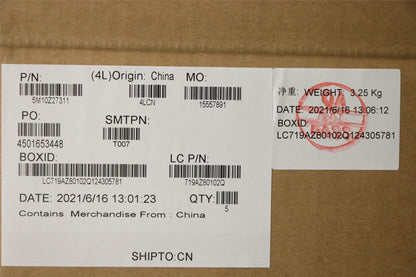 P/N: (4L)Origin: China MO:
5M10Z27311 4LCN 15557891
PO: SMTPN:
4501653448 T007
BOXID: LC P/N:
LC719AZ80102Q124305781 719AZ80102Q
DATE: 2021/6/16 13:01:23 QTY:
5
Contains Merchandise From : China
SHIPTO:CN
净重: WEIGHT: 3.25 Kg
DATE: 2021/6/16 13:06:12
BOXID:
LC719AZ80102Q124305781
QA
PASS